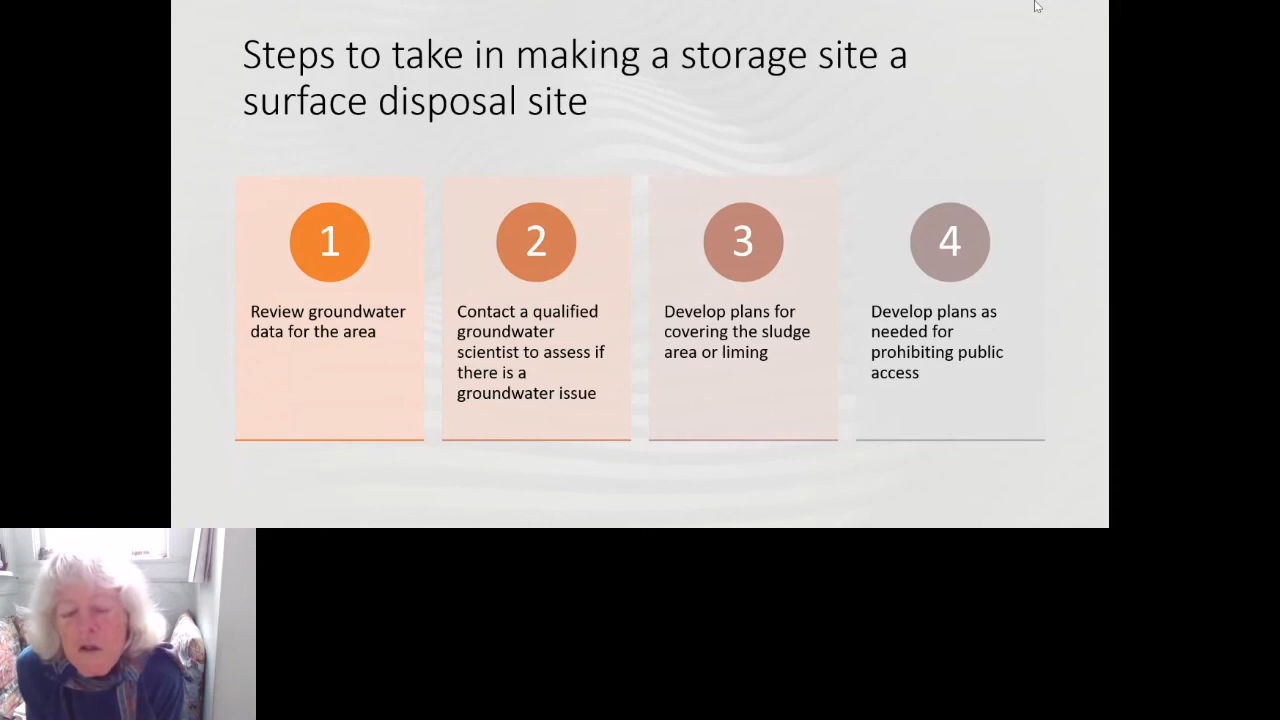 Steps to take in making a storage site a
surface disposal site
1
Review groundwater
data for the area
2
Contact a qualified
groundwater
scientist to assess if
there is a
groundwater issue
3
Develop plans for
covering the sludge
area or liming
4
Develop plans as
needed for
prohibiting public
access